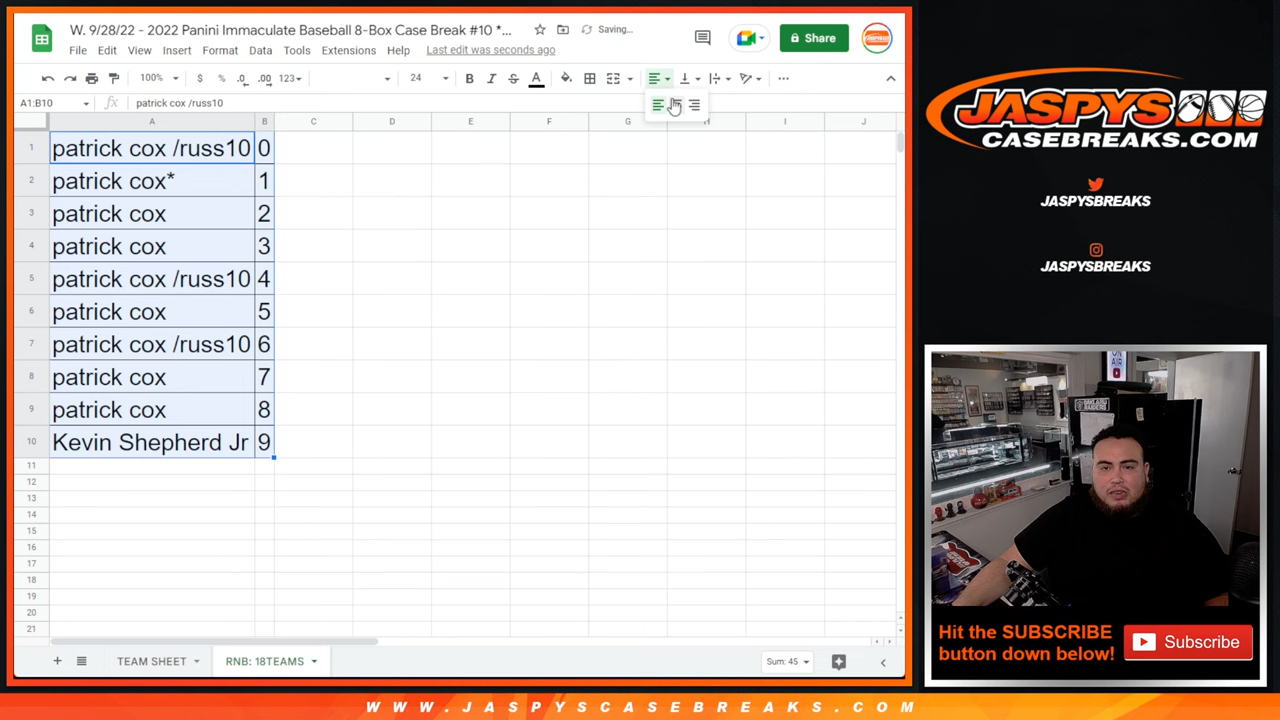 W. 9/28/22 - 2022 Panini Immaculate Baseball 8-Box Case Break #10 *...
Saving...
File Edit View Insert Format Data Tools Extensions Help Last edit was seconds ago
Share
100% $ % .0 .00 123 24 B I S A
A1:B10 fx patrick cox /russ10
A B C D E F G H I J
1 patrick cox /russ10 0
2 patrick cox* 1
3 patrick cox 2
4 patrick cox 3
5 patrick cox /russ10 4
6 patrick cox 5
7 patrick cox /russ10 6
8 patrick cox 7
9 patrick cox 8
10 Kevin Shepherd Jr 9
11
12
13
14
15
16
17
18
19
20
21
TEAM SHEET RNB: 18TEAMS Sum: 45
JASPYS
CASEBREAKS.COM
JASPYSBREAKS
JASPYSBREAKS
ON
AIR
Hit the SUBSCRIBE
button down below!
Subscribe
WWW.JASPYSCASEBREAKS.COM